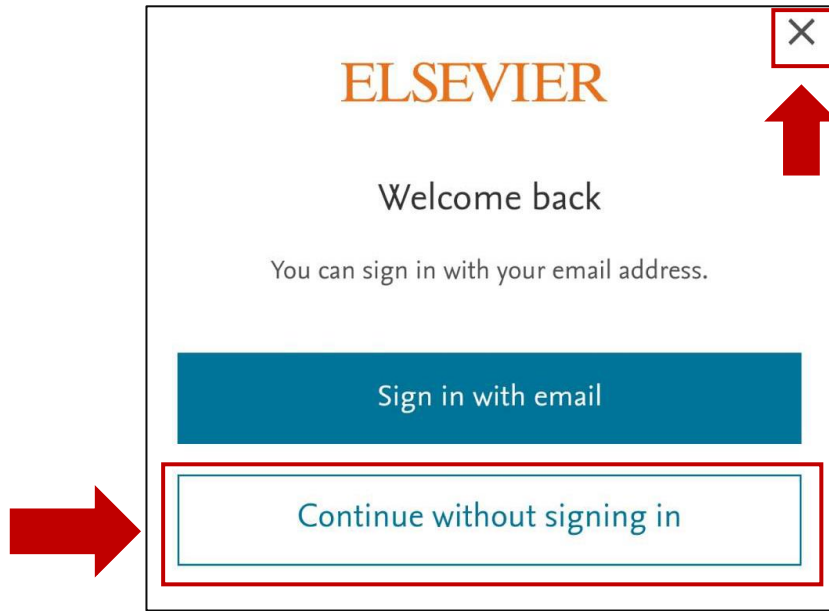 ELSEVIER
Welcome back
You can sign in with your email address.
Sign in with email
Continue without signing in